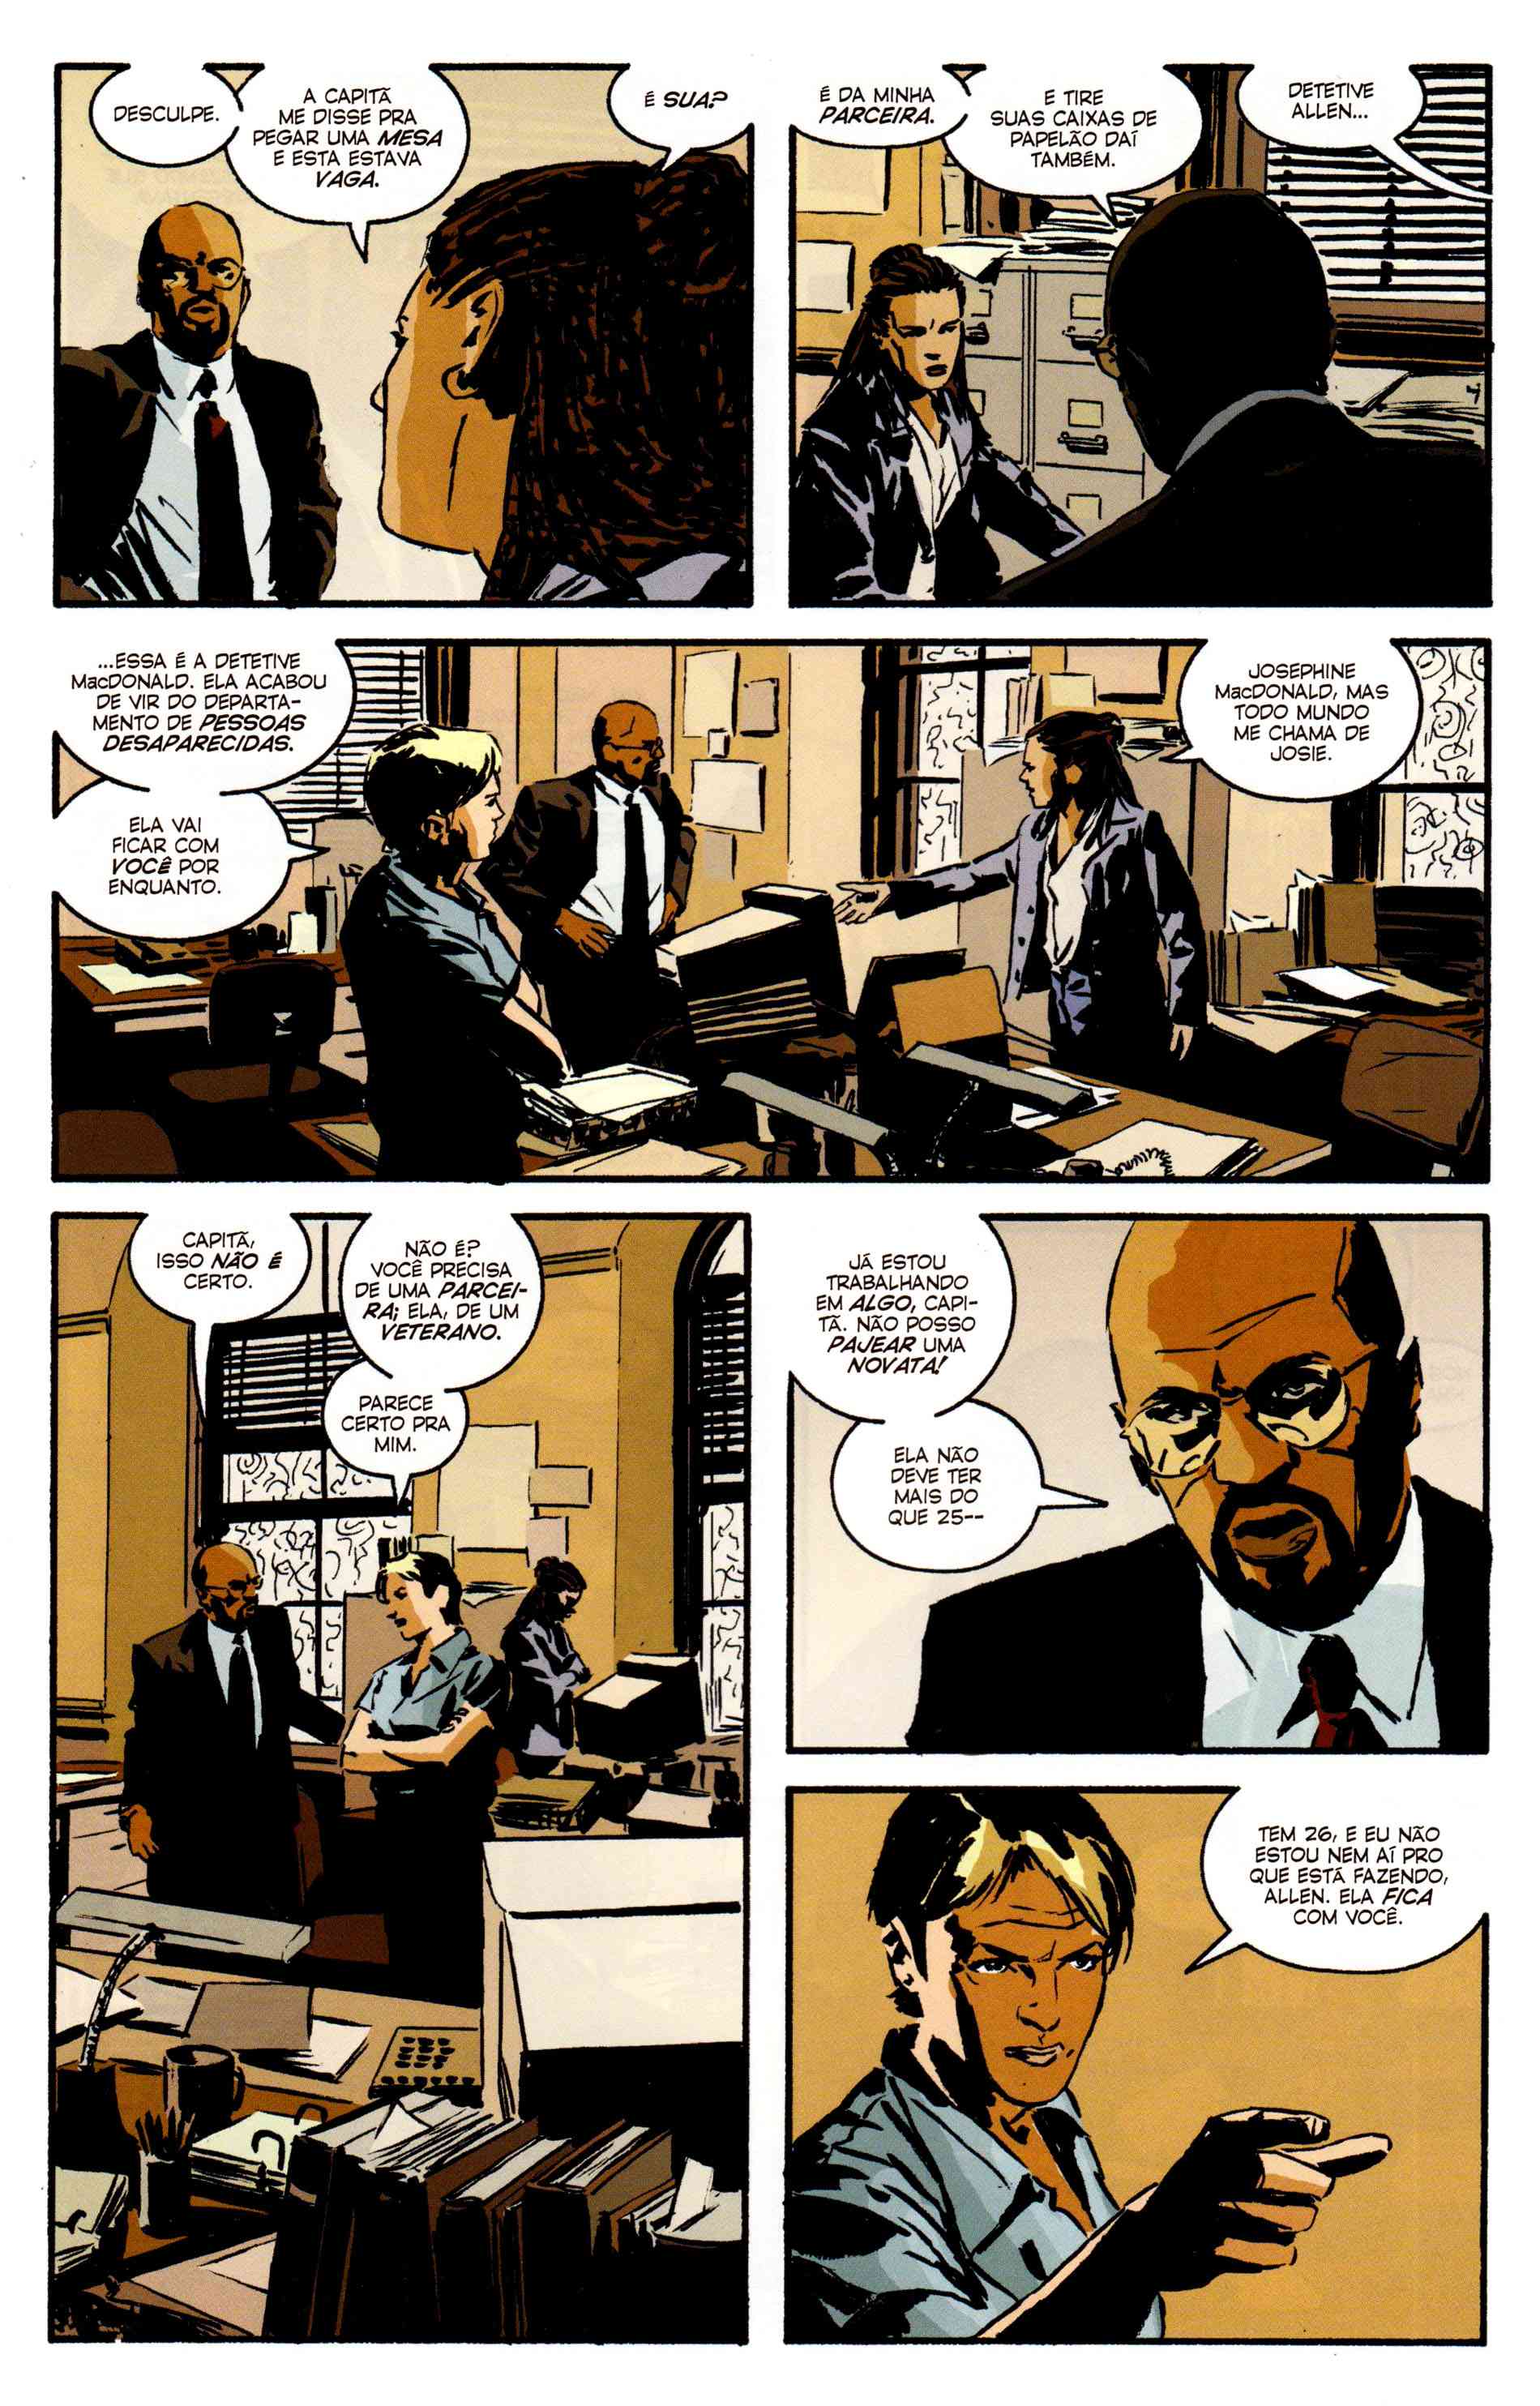 DESCULPE.
A CAPITÃ
ME DISSE PRA
PEGAR UMA MESA
E ESTA ESTAVA
VAGA.
É SUA?
É DA MINHA
PARCEIRA.
E TIRE
SUAS CAIXAS DE
PAPELÃO DAÍ
TAMBÉM.
DETETIVE
ALLEN...
...ESSA É A DETETIVE
MacDONALD. ELA ACABOU
DE VIR DO DEPARTA-
MENTO DE PESSOAS
DESAPARECIDAS.
ELA VAI
FICAR COM
VOCÊ POR
ENQUANTO.
JOSEPHINE
MacDONALD, MAS
TODO MUNDO
ME CHAMA DE
JOSIE.
CAPITÃ,
ISSO NÃO É
CERTO.
NÃO É?
VOCÊ PRECISA
DE UMA PARCEI-
RA; ELA, DE UM
VETERANO.
PARECE
CERTO PRA
MIM.
JÁ ESTOU
TRABALHANDO
EM ALGO, CAPI-
TÃ. NÃO POSSO
PAJEAR UMA
NOVATA!
ELA NÃO
DEVE TER
MAIS DO
QUE 25--
TEM 26, E EU NÃO
ESTOU NEM AÍ PRO
QUE ESTÁ FAZENDO,
ALLEN. ELA FICA
COM VOCÊ.